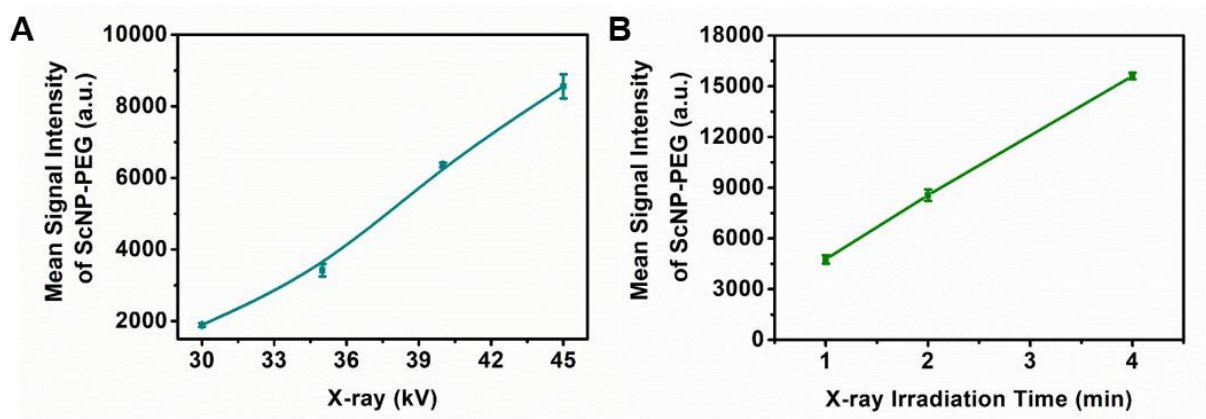 A
Mean Signal Intensity
of ScNP-PEG (a.u.)
10000
8000
6000
4000
2000
30 33 36 39 42 45
X-ray (kV)
B
Mean Signal Intensity
of ScNP-PEG (a.u.)
18000
15000
12000
9000
6000
3000
0
1 2 3 4
X-ray Irradiation Time (min)